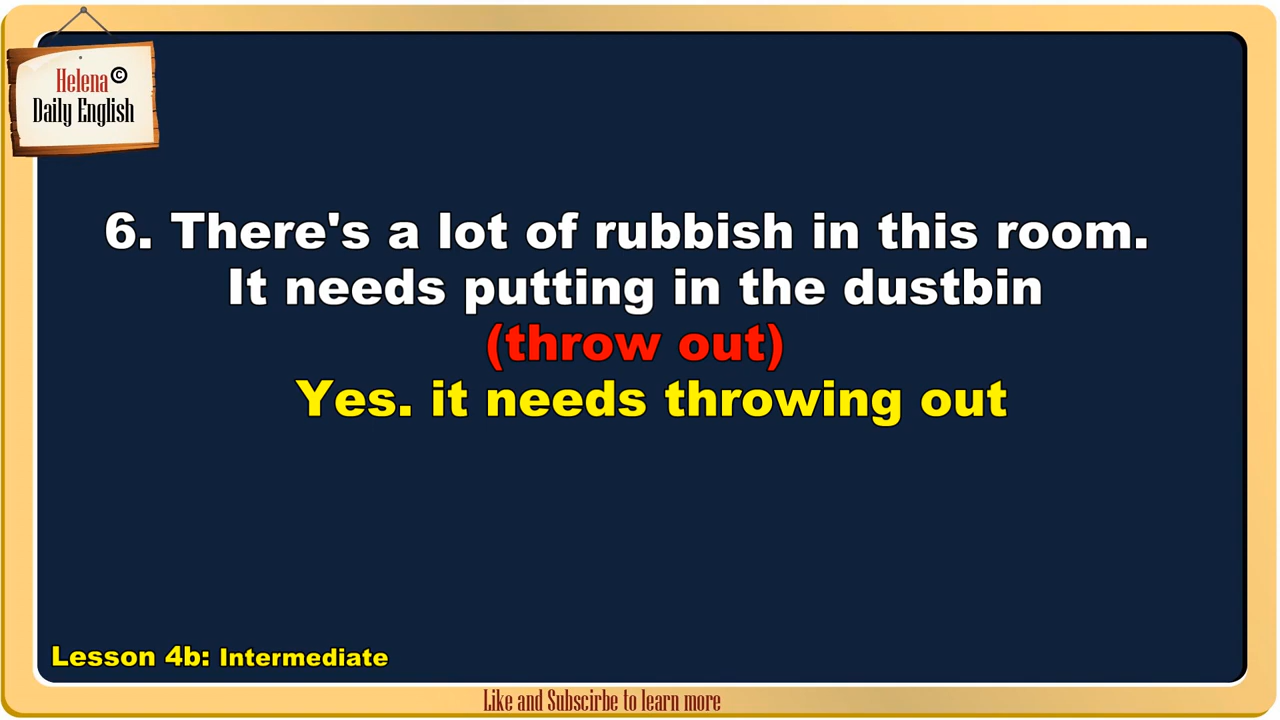 Helena ©
Daily English
6. There's a lot of rubbish in this room.
It needs putting in the dustbin
(throw out)
Yes. it needs throwing out
Lesson 4b: Intermediate
Like and Subscirbe to learn more